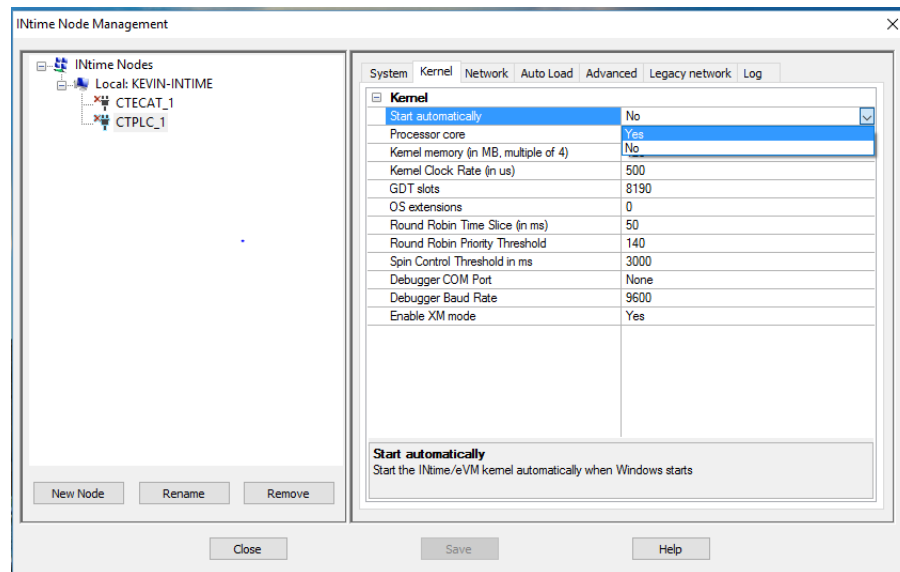 INtime Node Management
INtime Nodes
Local: KEVIN-INTIME
CTECAT_1
CTPLC_1
New Node Rename Remove
System Kernel Network Auto Load Advanced Legacy network Log
Kernel
Start automatically No
Processor core Yes
Kernel memory (in MB, multiple of 4) No
Kernel Clock Rate (in us) 500
GDT slots 8190
OS extensions 0
Round Robin Time Slice (in ms) 50
Round Robin Priority Threshold 140
Spin Control Threshold in ms 3000
Debugger COM Port None
Debugger Baud Rate 9600
Enable XM mode Yes
Start automatically
Start the INtime/eVM kernel automatically when Windows starts
Close Save Help